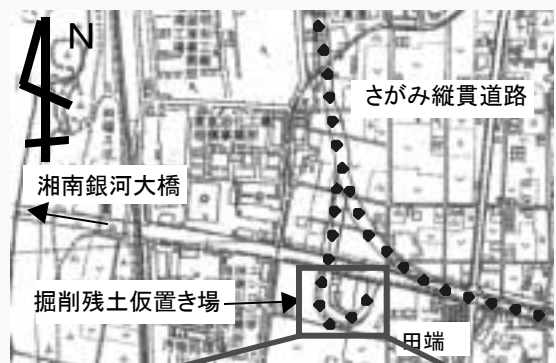 N
さがみ縦貫道路
湘南銀河大橋
掘削残土仮置き場
田端